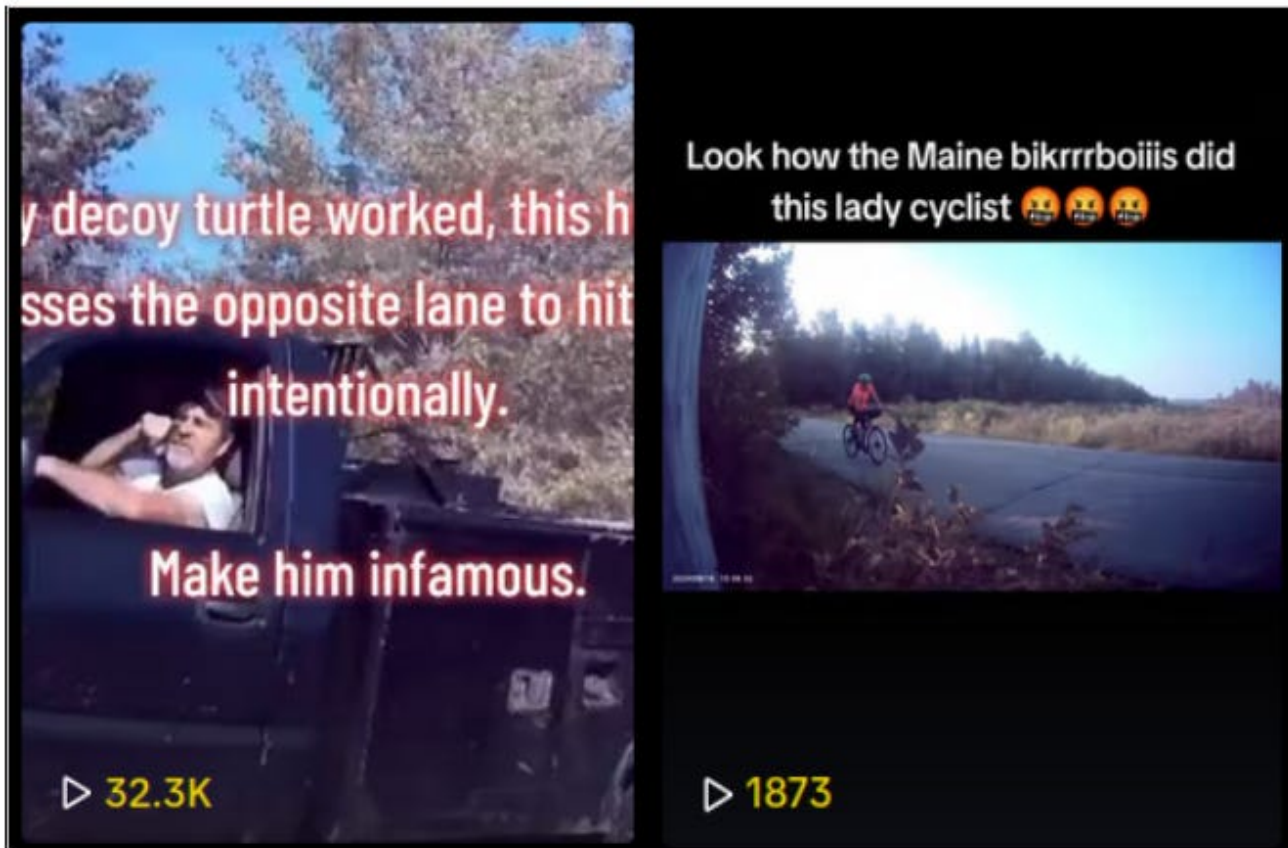 y decoy turtle worked, this h
sses the opposite lane to hit
intentionally.
Make him infamous.
32.3K
Look how the Maine bikrrrboiiis did
this lady cyclist 🤬🤬🤬
1873